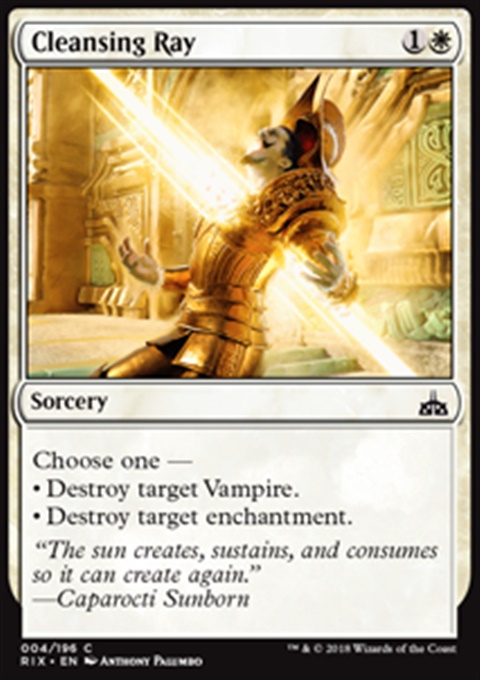 Cleansing Ray 1
Sorcery
Choose one —
• Destroy target Vampire.
• Destroy target enchantment.
"The sun creates, sustains, and consumes
so it can create again."
—Caparocti Sunborn
004/196 C
RIX • EN Anthony Palumbo
™ & © 2018 Wizards of the Coast